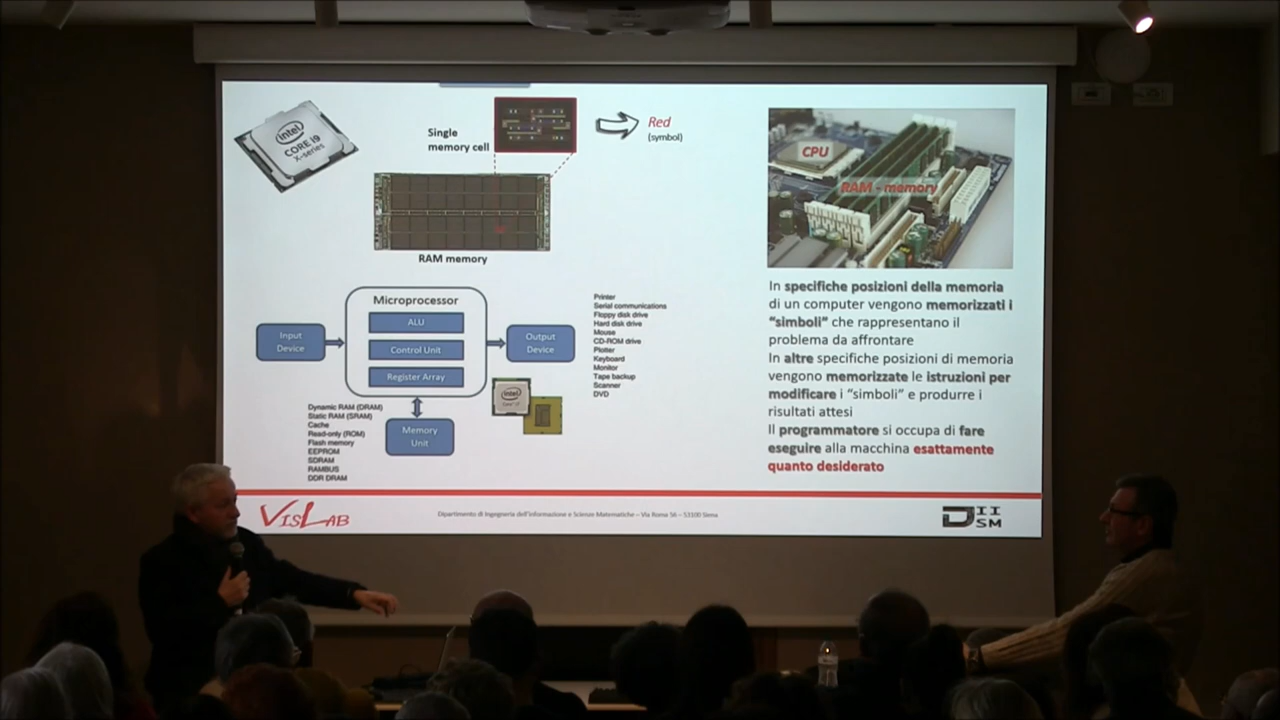 intel
CORE i9
X-series
Single
memory cell
Red
(symbol)
RAM memory
CPU
RAM - memory
Microprocessor
ALU
Control Unit
Register Array
Input
Device
Output
Device
Memory
Unit
Printer
Serial communications
Floppy disk drive
Hard disk drive
Mouse
CD-ROM drive
Plotter
Keyboard
Monitor
Tape backup
Scanner
DVD
intel
Dynamic RAM (DRAM)
Static RAM (SRAM)
Cache
Read-only (ROM)
Flash memory
EEPROM
SDRAM
RAMBUS
DDR DRAM
In specifiche posizioni della memoria
di un computer vengono memorizzati i
“simboli” che rappresentano il
problema da affrontare
In altre specifiche posizioni di memoria
vengono memorizzate le istruzioni per
modificare i “simboli” e produrre i
risultati attesi
Il programmatore si occupa di fare
eseguire alla macchina esattamente
quanto desiderato
VISLAB
Dipartimento di Ingegneria dell'Informazione e Scienze Matematiche – Via Roma 56 – 53100 Siena
DIISM